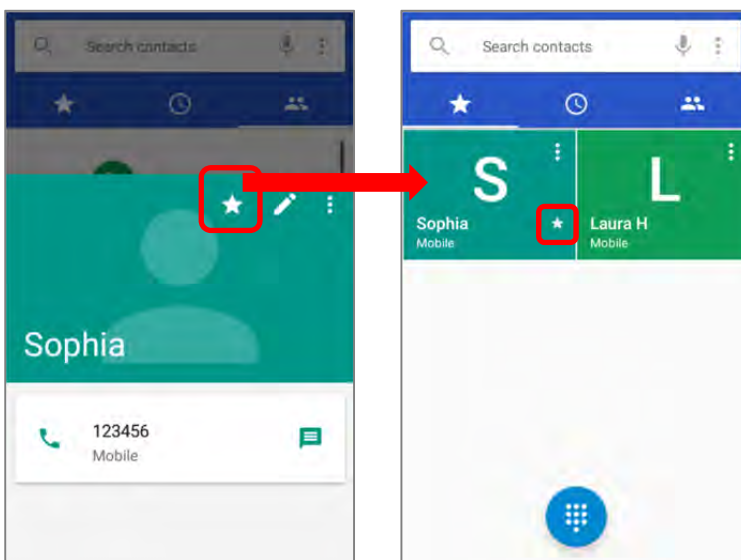 Search contacts
Sophia
123456
Mobile
Search contacts
S
L
Sophia
Mobile
Laura H
Mobile